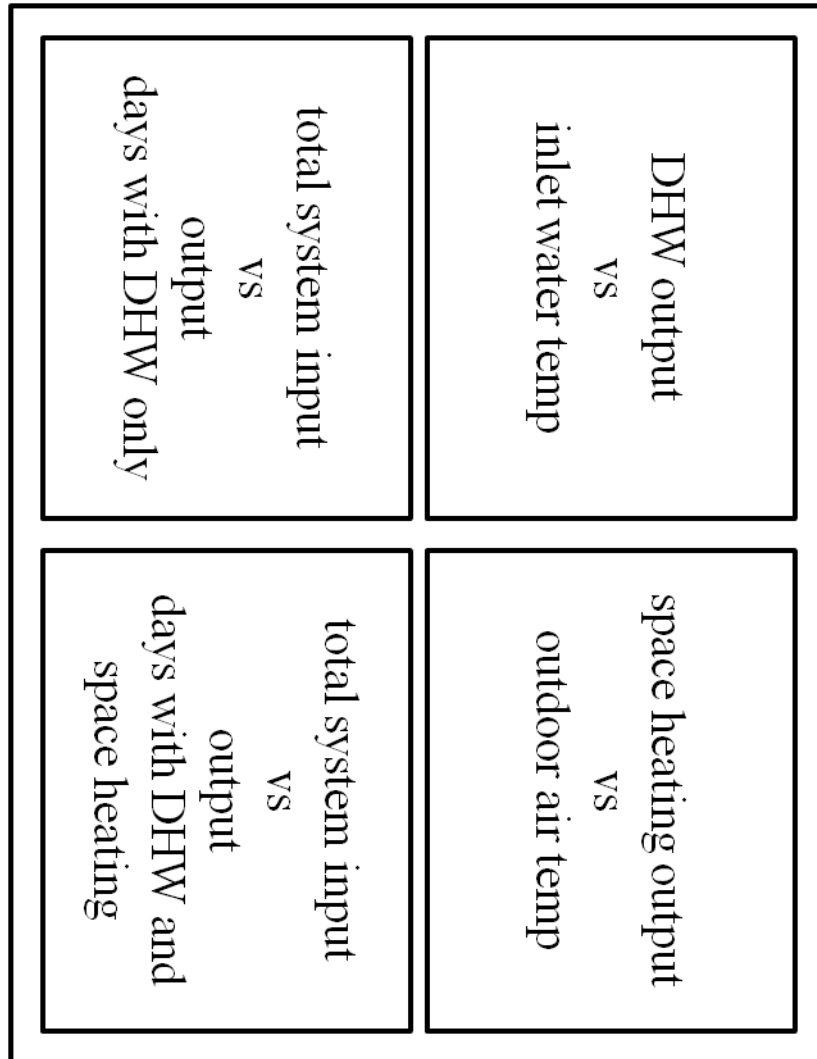 DHW output
vs
inlet water temp
space heating output
vs
outdoor air temp
total system input
vs
output
days with DHW only
total system input
vs
output
days with DHW and
space heating